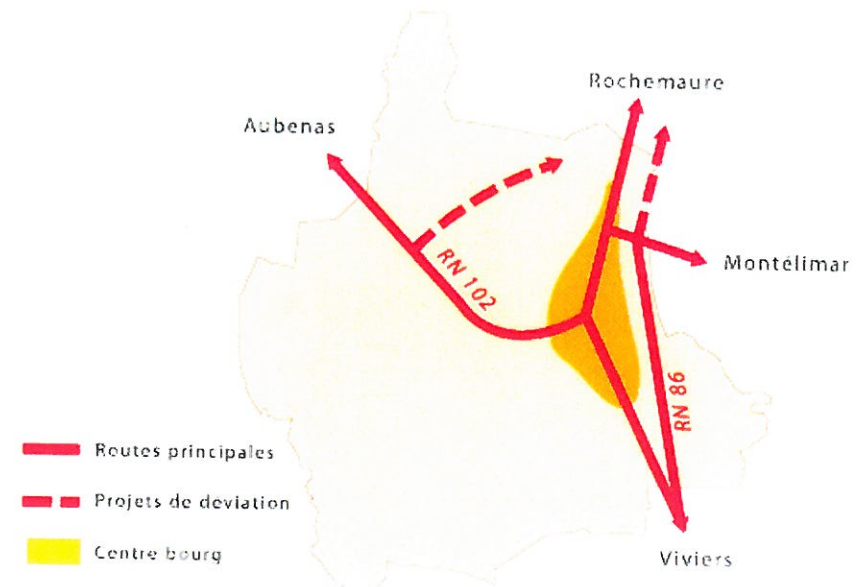 Rochemaure
Aubenas
RN 102
Montélimar
RN 86
Routes principales
Projets de deviation
Centre bourg
Viviers